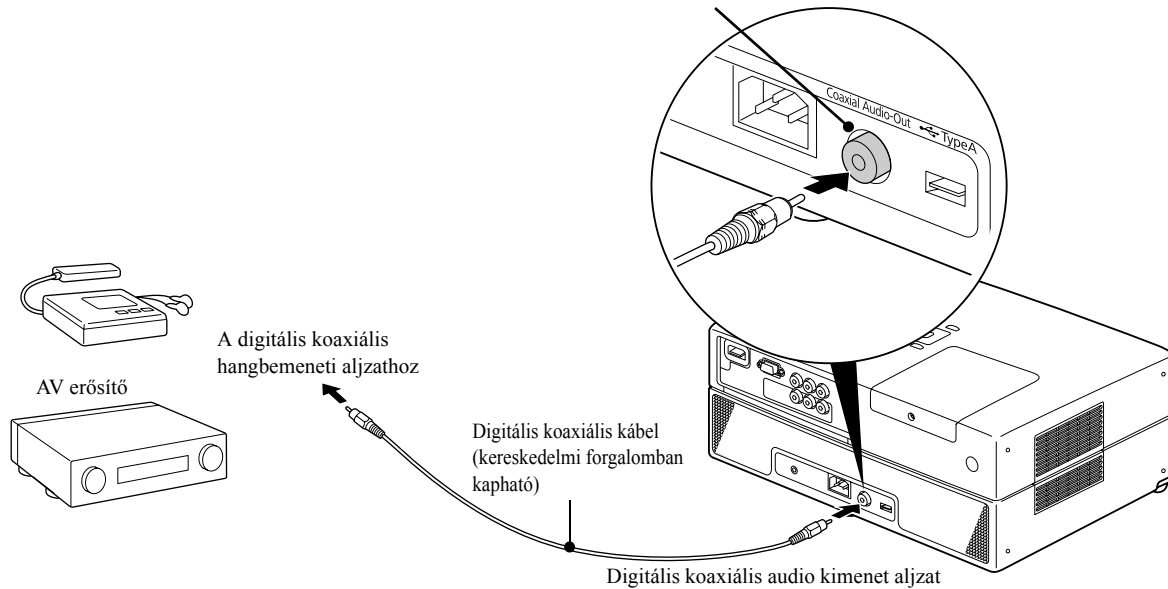 Coaxial Audio-Out TypeA
A digitális koaxiális
hangbemeneti aljzathoz
AV erősítő
Digitális koaxiális kábel
(kereskedelmi forgalomban
kapható)
Digitális koaxiális audio kimenet aljzat